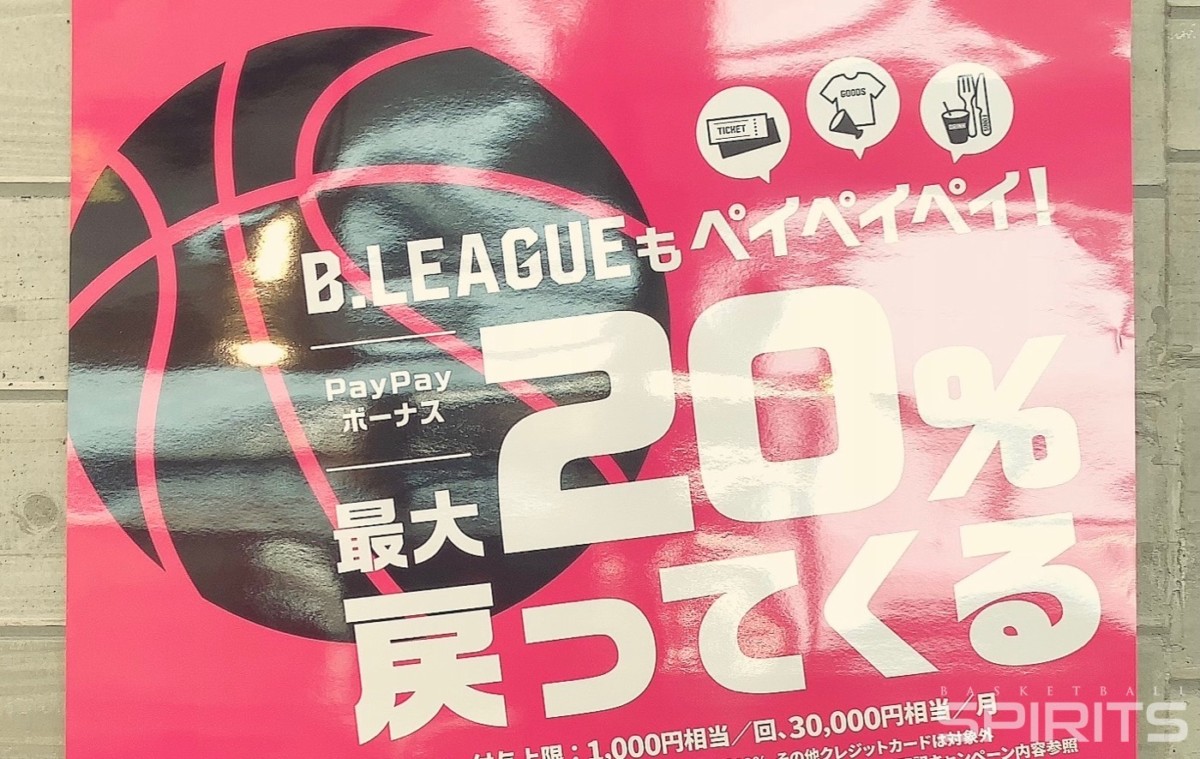 TICKET
GOODS
DRINK
B.LEAGUEもペイペイペイ!
PayPay
ボーナス
最大20%
戻ってくる
付与上限:1,000円相当/回、30,000円相当/月
その他クレジットカードは対象外
キャンペーン内容参照
BASKETBALL
SPIRITS